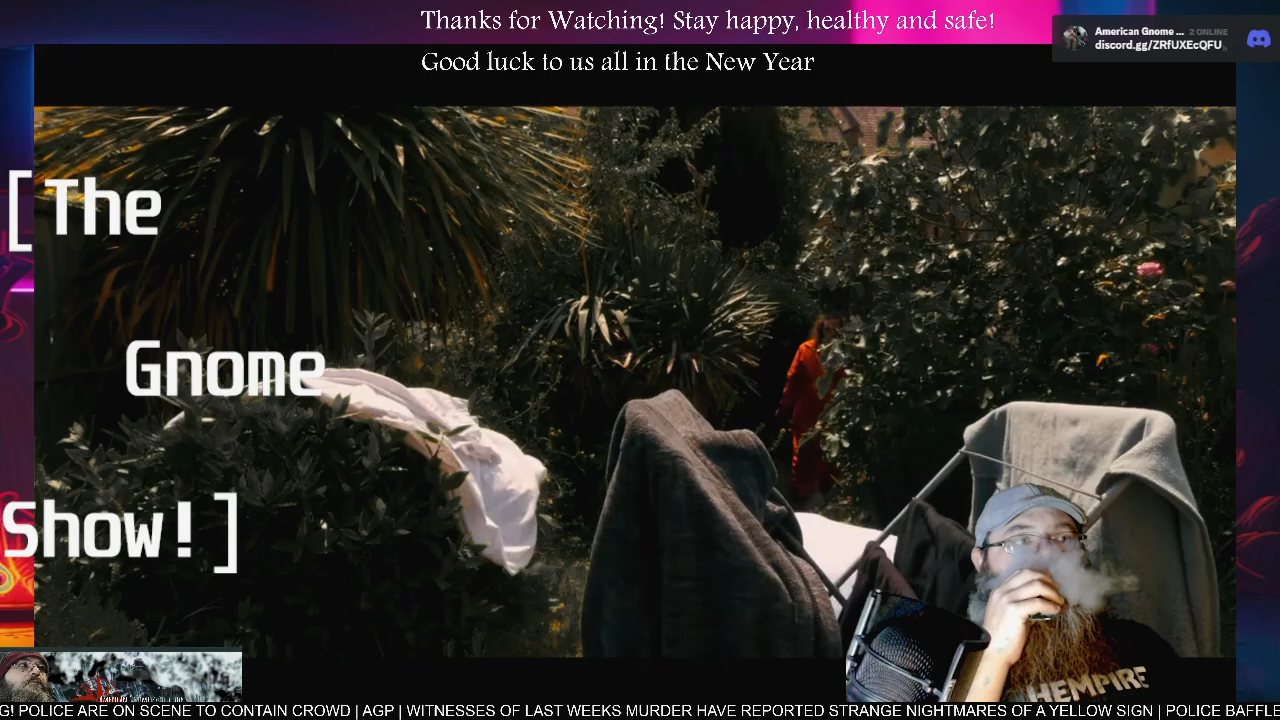 Thanks for Watching! Stay happy, healthy and safe!
American Gnome ... 2 ONLINE
discord.gg/ZRfUXEcQFU
Good luck to us all in the New Year
[The
Gnome
Show!]
HEMPIRE
G! POLICE ARE ON SCENE TO CONTAIN CROWD | AGP | WITNESSES OF LAST WEEKS MURDER HAVE REPORTED STRANGE NIGHTMARES OF A YELLOW SIGN | POLICE BAFFLE